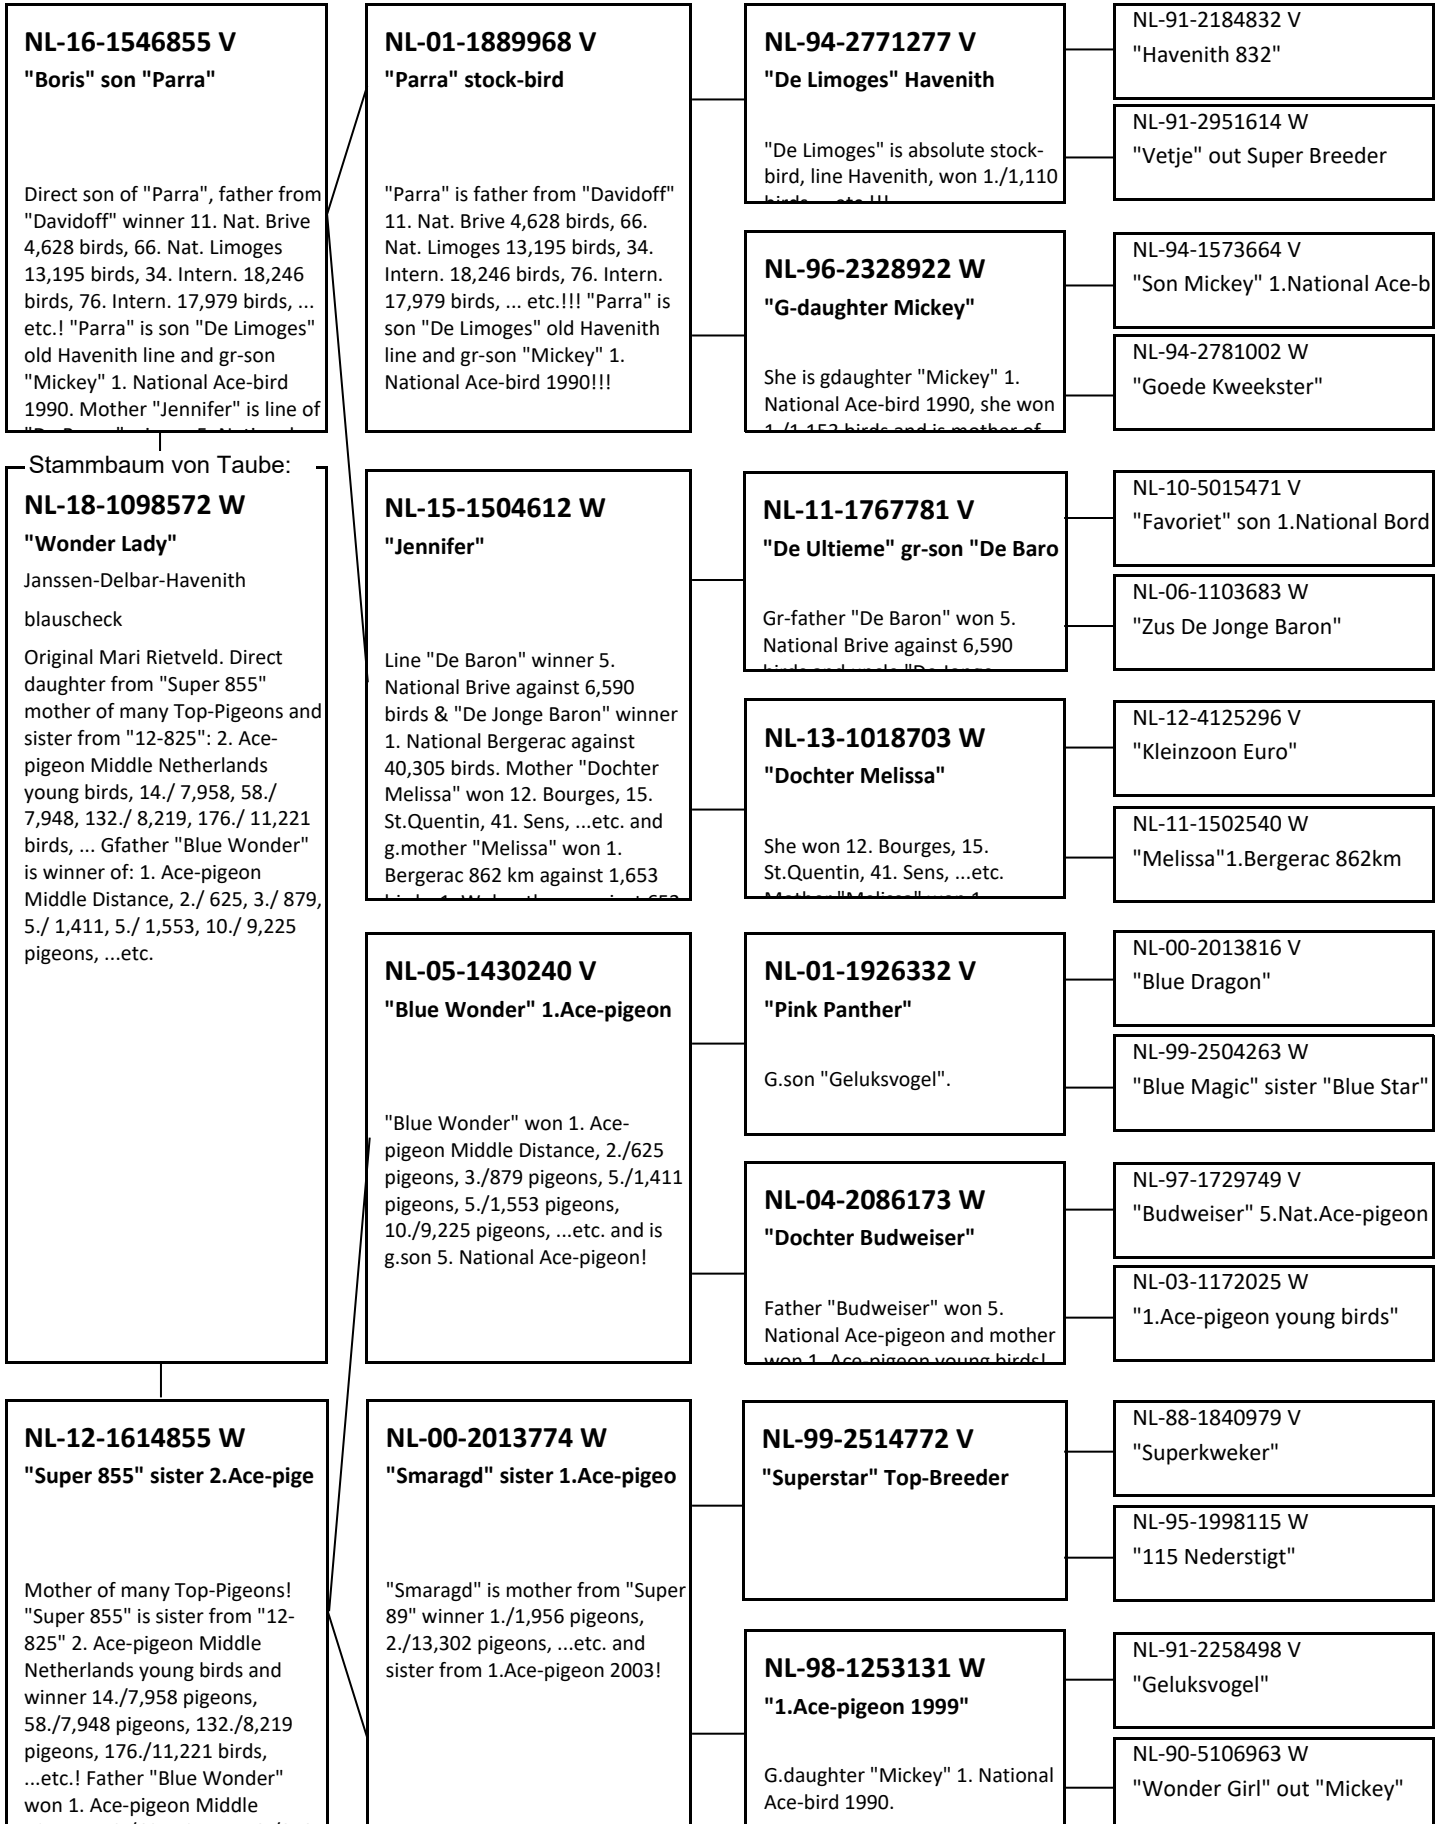 NL-16-1546855 V
"Boris" son "Parra"
Direct son of "Parra", father from
"Davidoff" winner 11. Nat. Brive
4,628 birds, 66. Nat. Limoges
13,195 birds, 34. Intern. 18,246
birds, 76. Intern. 17,979 birds, ...
etc.! "Parra" is son "De Limoges"
old Havenith line and gr-son
"Mickey" 1. National Ace-bird
1990. Mother "Jennifer" is line of
Stammbaum von Taube:
NL-18-1098572 W
"Wonder Lady"
Janssen-Delbar-Havenith
blauscheck
Original Mari Rietveld. Direct
daughter from "Super 855"
mother of many Top-Pigeons and
sister from "12-825": 2. Ace-
pigeon Middle Netherlands
young birds, 14./ 7,958, 58./
7,948, 132./ 8,219, 176./ 11,221
birds, ... Gfather "Blue Wonder"
is winner of: 1. Ace-pigeon
Middle Distance, 2./ 625, 3./ 879,
5./ 1,411, 5./ 1,553, 10./ 9,225
pigeons, ...etc.
NL-12-1614855 W
"Super 855" sister 2.Ace-pige
Mother of many Top-Pigeons!
"Super 855" is sister from "12-
825" 2. Ace-pigeon Middle
Netherlands young birds and
winner 14./7,958 pigeons,
58./7,948 pigeons, 132./8,219
pigeons, 176./11,221 birds,
...etc.! Father "Blue Wonder"
won 1. Ace-pigeon Middle
NL-01-1889968 V
"Parra" stock-bird
"Parra" is father from "Davidoff"
11. Nat. Brive 4,628 birds, 66.
Nat. Limoges 13,195 birds, 34.
Intern. 18,246 birds, 76. Intern.
17,979 birds, ... etc.!!! "Parra" is
son "De Limoges" old Havenith
line and gr-son "Mickey" 1.
National Ace-bird 1990!!!
NL-15-1504612 W
"Jennifer"
Line "De Baron" winner 5.
National Brive against 6,590
birds & "De Jonge Baron" winner
1. National Bergerac against
40,305 birds. Mother "Dochter
Melissa" won 12. Bourges, 15.
St.Quentin, 41. Sens, ...etc. and
g.mother "Melissa" won 1.
Bergerac 862 km against 1,653
NL-05-1430240 V
"Blue Wonder" 1.Ace-pigeon
"Blue Wonder" won 1. Ace-
pigeon Middle Distance, 2./625
pigeons, 3./879 pigeons, 5./1,411
pigeons, 5./1,553 pigeons,
10./9,225 pigeons, ...etc. and is
g.son 5. National Ace-pigeon!
NL-00-2013774 W
"Smaragd" sister 1.Ace-pigeo
"Smaragd" is mother from "Super
89" winner 1./1,956 pigeons,
2./13,302 pigeons, ...etc. and
sister from 1.Ace-pigeon 2003!
NL-94-2771277 V
"De Limoges" Havenith
"De Limoges" is absolute stock-
bird, line Havenith, won 1./1,110
NL-96-2328922 W
"G-daughter Mickey"
She is gdaughter "Mickey" 1.
National Ace-bird 1990, she won
1./1,153 birds and is mother of
NL-11-1767781 V
"De Ultieme" gr-son "De Baro
Gr-father "De Baron" won 5.
National Brive against 6,590
NL-13-1018703 W
"Dochter Melissa"
She won 12. Bourges, 15.
St.Quentin, 41. Sens, ...etc.
Mother "Melissa" won 1.
NL-01-1926332 V
"Pink Panther"
G.son "Geluksvogel".
NL-04-2086173 W
"Dochter Budweiser"
Father "Budweiser" won 5.
National Ace-pigeon and mother
won 1. Ace-pigeon young birds!
NL-99-2514772 V
"Superstar" Top-Breeder
NL-98-1253131 W
"1.Ace-pigeon 1999"
G.daughter "Mickey" 1. National
Ace-bird 1990.
NL-91-2184832 V
"Havenith 832"
NL-91-2951614 W
"Vetje" out Super Breeder
NL-94-1573664 V
"Son Mickey" 1.National Ace-b
NL-94-2781002 W
"Goede Kweekster"
NL-10-5015471 V
"Favoriet" son 1.National Bord
NL-06-1103683 W
"Zus De Jonge Baron"
NL-12-4125296 V
"Kleinzoon Euro"
NL-11-1502540 W
"Melissa"1.Bergerac 862km
NL-00-2013816 V
"Blue Dragon"
NL-99-2504263 W
"Blue Magic" sister "Blue Star"
NL-97-1729749 V
"Budweiser" 5.Nat.Ace-pigeon
NL-03-1172025 W
"1.Ace-pigeon young birds"
NL-88-1840979 V
"Superkweker"
NL-95-1998115 W
"115 Nederstigt"
NL-91-2258498 V
"Geluksvogel"
NL-90-5106963 W
"Wonder Girl" out "Mickey"